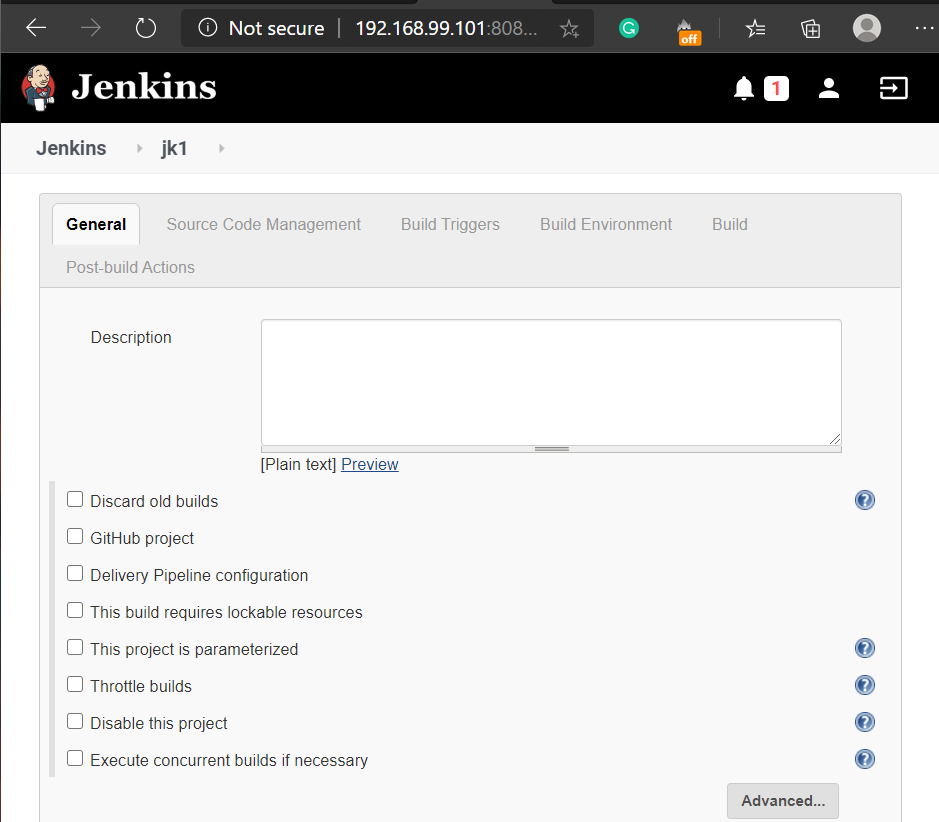 Not secure | 192.168.99.101:808...
off
Jenkins
1
Jenkins jk1
General Source Code Management Build Triggers Build Environment Build
Post-build Actions
Description
[Plain text] Preview
Discard old builds
GitHub project
Delivery Pipeline configuration
This build requires lockable resources
This project is parameterized
Throttle builds
Disable this project
Execute concurrent builds if necessary
Advanced...